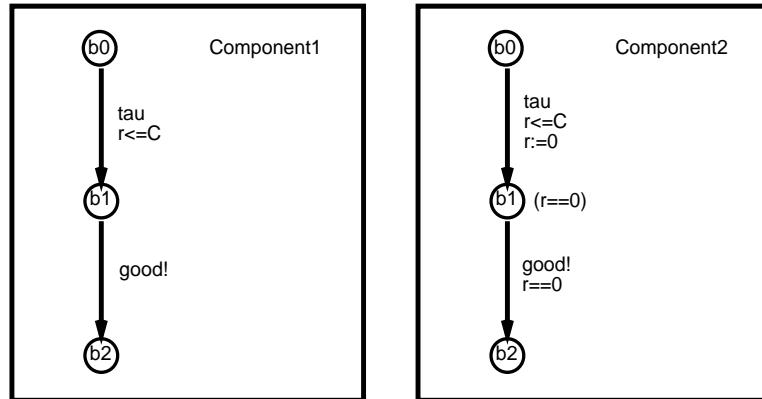 b0
Component1
tau
r<=C
b1
good!
b2
b0
Component2
tau
r<=C
r:=0
b1
(r==0)
good!
r==0
b2